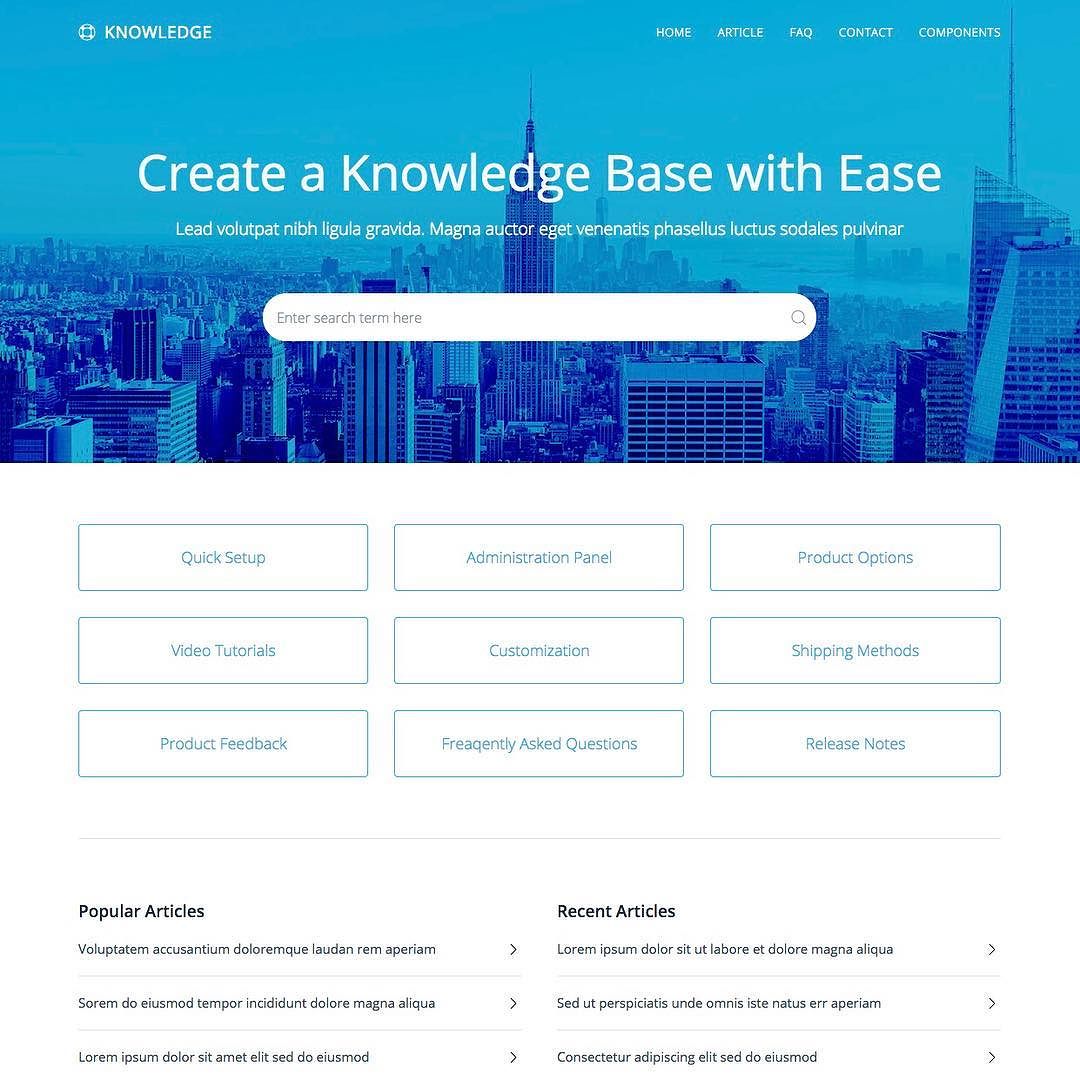 KNOWLEDGE
HOME ARTICLE FAQ CONTACT COMPONENTS
Create a Knowledge Base with Ease
Lead volutpat nibh ligula gravida. Magna auctor eget venenatis phasellus luctus sodales pulvinar
Enter search term here
Quick Setup
Administration Panel
Product Options
Video Tutorials
Customization
Shipping Methods
Product Feedback
Freaqently Asked Questions
Release Notes
Popular Articles
Voluptatem accusantium doloremque laudan rem aperiam
Sorem do eiusmod tempor incididunt dolore magna aliqua
Lorem ipsum dolor sit amet elit sed do eiusmod
Recent Articles
Lorem ipsum dolor sit ut labore et dolore magna aliqua
Sed ut perspiciatis unde omnis iste natus err aperiam
Consectetur adipiscing elit sed do eiusmod